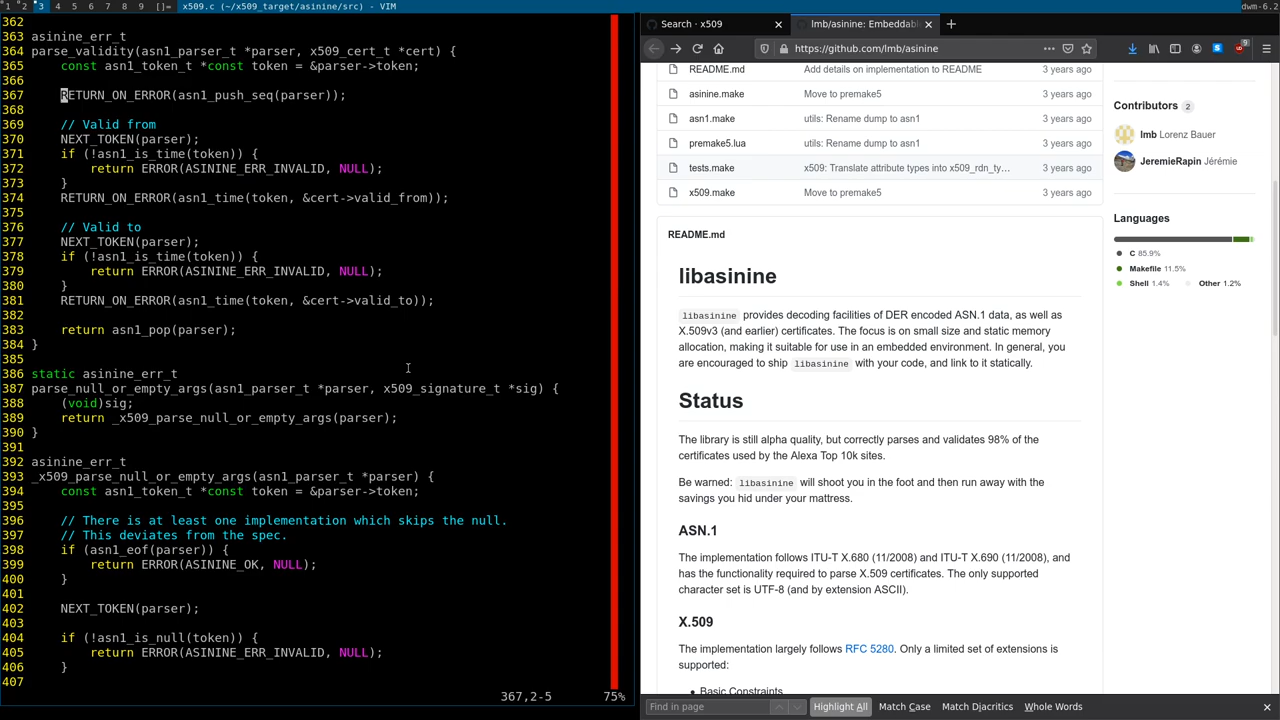 1 2 3 4 5 6 7 8 9 []= x509.c (~/x509_target/asinine/src) - VIM
dwm-6.2
362
363 asinine_err_t
364 parse_validity(asn1_parser_t *parser, x509_cert_t *cert) {
365     const asn1_token_t *const token = &parser->token;
366
367     RETURN_ON_ERROR(asn1_push_seq(parser));
368
369     // Valid from
370     NEXT_TOKEN(parser);
371     if (!asn1_is_time(token)) {
372         return ERROR(ASININE_ERR_INVALID, NULL);
373     }
374     RETURN_ON_ERROR(asn1_time(token, &cert->valid_from));
375
376     // Valid to
377     NEXT_TOKEN(parser);
378     if (!asn1_is_time(token)) {
379         return ERROR(ASININE_ERR_INVALID, NULL);
380     }
381     RETURN_ON_ERROR(asn1_time(token, &cert->valid_to));
382
383     return asn1_pop(parser);
384 }
385
386 static asinine_err_t
387 parse_null_or_empty_args(asn1_parser_t *parser, x509_signature_t *sig) {
388     (void)sig;
389     return _x509_parse_null_or_empty_args(parser);
390 }
391
392 asinine_err_t
393 _x509_parse_null_or_empty_args(asn1_parser_t *parser) {
394     const asn1_token_t *const token = &parser->token;
395
396     // There is at least one implementation which skips the null.
397     // This deviates from the spec.
398     if (asn1_eof(parser)) {
399         return ERROR(ASININE_OK, NULL);
400     }
401
402     NEXT_TOKEN(parser);
403
404     if (!asn1_is_null(token)) {
405         return ERROR(ASININE_ERR_INVALID, NULL);
406     }
407
367,2-5 75%
Search · x509
lmb/asinine: Embeddabl
https://github.com/lmb/asinine
README.md Add details on implementation to README 3 years ago
asinine.make Move to premake5 3 years ago
asn1.make utils: Rename dump to asn1 3 years ago
premake5.lua utils: Rename dump to asn1 3 years ago
tests.make x509: Translate attribute types into x509_rdn_ty… 3 years ago
x509.make Move to premake5 3 years ago
README.md
libasinine
libasinine provides decoding facilities of DER encoded ASN.1 data, as well as
X.509v3 (and earlier) certificates. The focus is on small size and static memory
allocation, making it suitable for use in an embedded environment. In general, you
are encouraged to ship libasinine with your code, and link to it statically.
Status
The library is still alpha quality, but correctly parses and validates 98% of the
certificates used by the Alexa Top 10k sites.
Be warned: libasinine will shoot you in the foot and then run away with the
savings you hid under your mattress.
ASN.1
The implementation follows ITU-T X.680 (11/2008) and ITU-T X.690 (11/2008), and
has the functionality required to parse X.509 certificates. The only supported
character set is UTF-8 (and by extension ASCII).
X.509
The implementation largely follows RFC 5280. Only a limited set of extensions is
supported:
Basic Constraints
Contributors 2
lmb Lorenz Bauer
JeremieRapin Jérémie
Languages
C 85.9%
Makefile 11.5%
Shell 1.4% Other 1.2%
Find in page
Highlight All Match Case Match Diacritics Whole Words